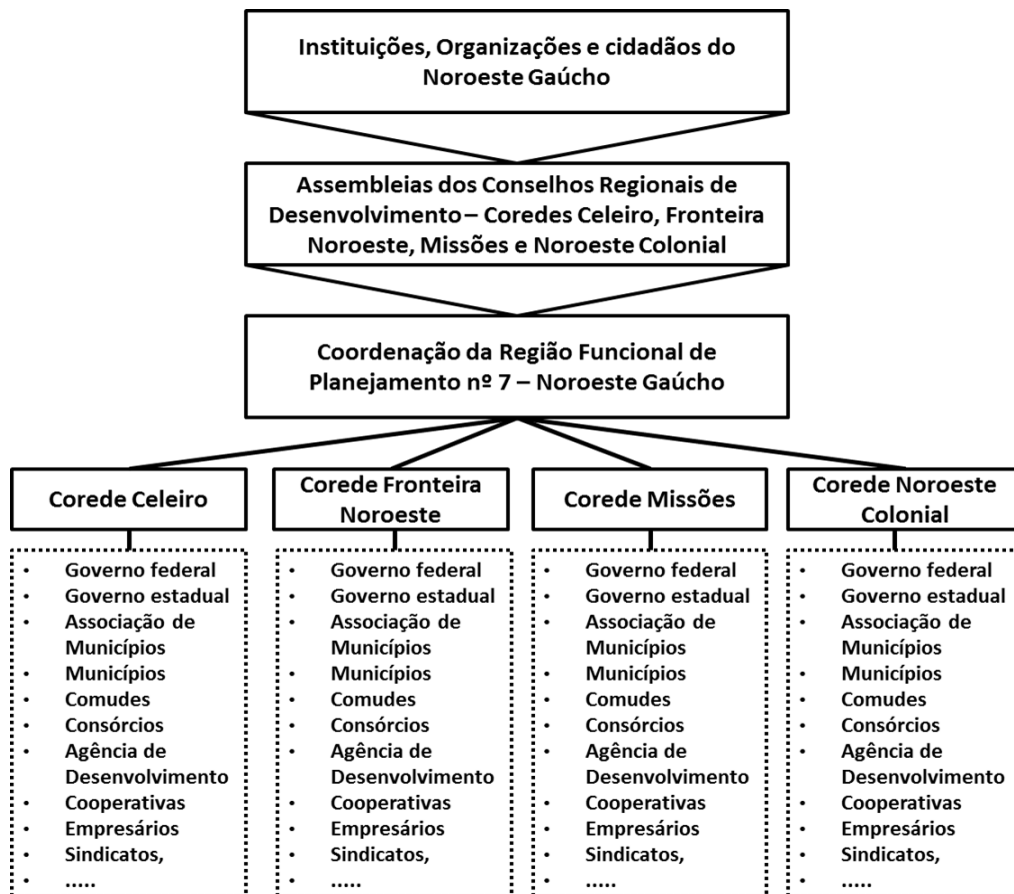 Instituições, Organizações e cidadãos do
Noroeste Gaúcho
Assembleias dos Conselhos Regionais de
Desenvolvimento – Coredes Celeiro, Fronteira
Noroeste, Missões e Noroeste Colonial
Coordenação da Região Funcional de
Planejamento nº 7 – Noroeste Gaúcho
Corede Celeiro
• Governo federal
• Governo estadual
• Associação de
Municípios
• Municípios
• Comudes
• Consórcios
• Agência de
Desenvolvimento
• Cooperativas
• Empresários
• Sindicatos,
• .....
Corede Fronteira
Noroeste
• Governo federal
• Governo estadual
• Associação de
Municípios
• Municípios
• Comudes
• Consórcios
• Agência de
Desenvolvimento
• Cooperativas
• Empresários
• Sindicatos,
• .....
Corede Missões
• Governo federal
• Governo estadual
• Associação de
Municípios
• Municípios
• Comudes
• Consórcios
• Agência de
Desenvolvimento
• Cooperativas
• Empresários
• Sindicatos,
• .....
Corede Noroeste
Colonial
• Governo federal
• Governo estadual
• Associação de
Municípios
• Municípios
• Comudes
• Consórcios
• Agência de
Desenvolvimento
• Cooperativas
• Empresários
• Sindicatos,
• .....